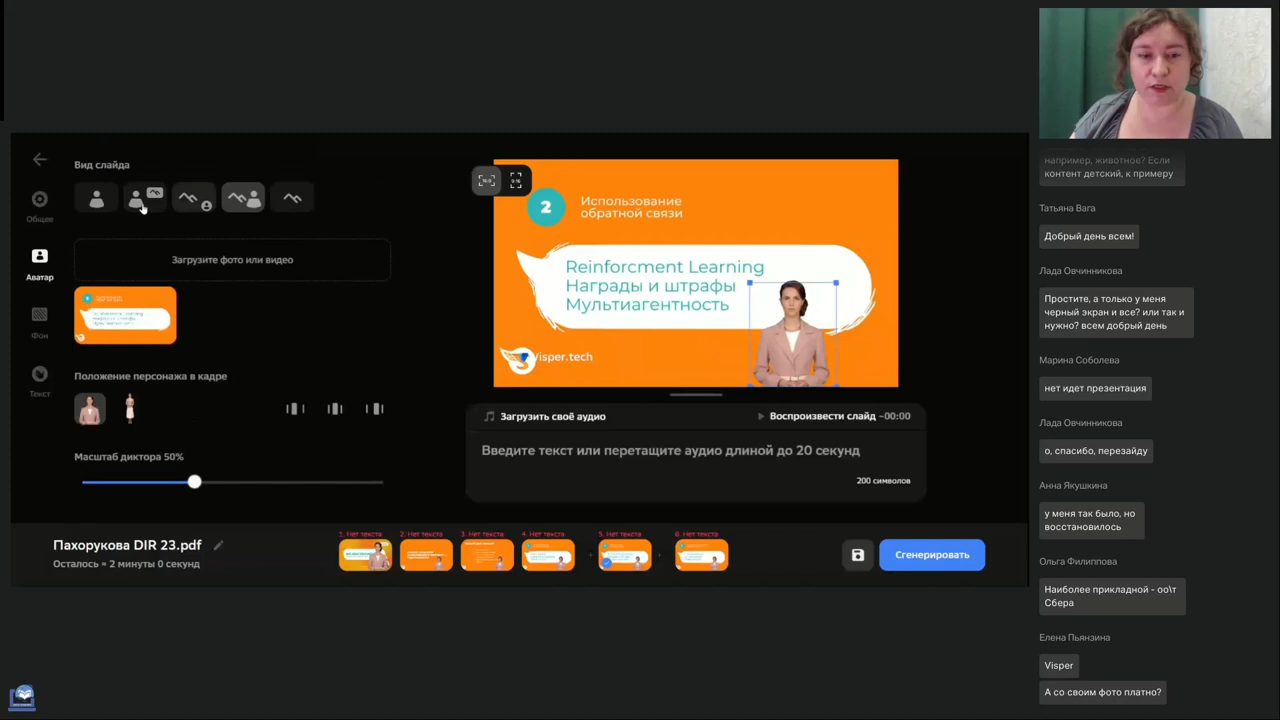 Вид слайда
Общее
Аватар
Фон
Текст
Загрузите фото или видео
Положение персонажа в кадре
Масштаб диктора 50%
2
Использование
обратной связи
Reinforcment Learning
Награды и штрафы
Мультиагентность
Visper.tech
Загрузить своё аудио
Воспроизвести слайд ~00:00
Введите текст или перетащите аудио длиной до 20 секунд
200 символов
Пахорукова DIR 23.pdf
Осталось ≈ 2 минуты 0 секунд
1. Нет текста
2. Нет текста
3. Нет текста
4. Нет текста
5. Нет текста
6. Нет текста
Сгенерировать
например, животное? Если
контент детский, к примеру
Татьяна Вага
Добрый день всем!
Лада Овчинникова
Простите, а только у меня
черный экран и все? или так и
нужно? всем добрый день
Марина Соболева
нет идет презентация
Лада Овчинникова
о, спасибо, перезайду
Анна Якушкина
у меня так было, но
восстановилось
Ольга Филиппова
Наиболее прикладной - оо\т
Сбера
Елена Пьянзина
Visper
А со своим фото платно?